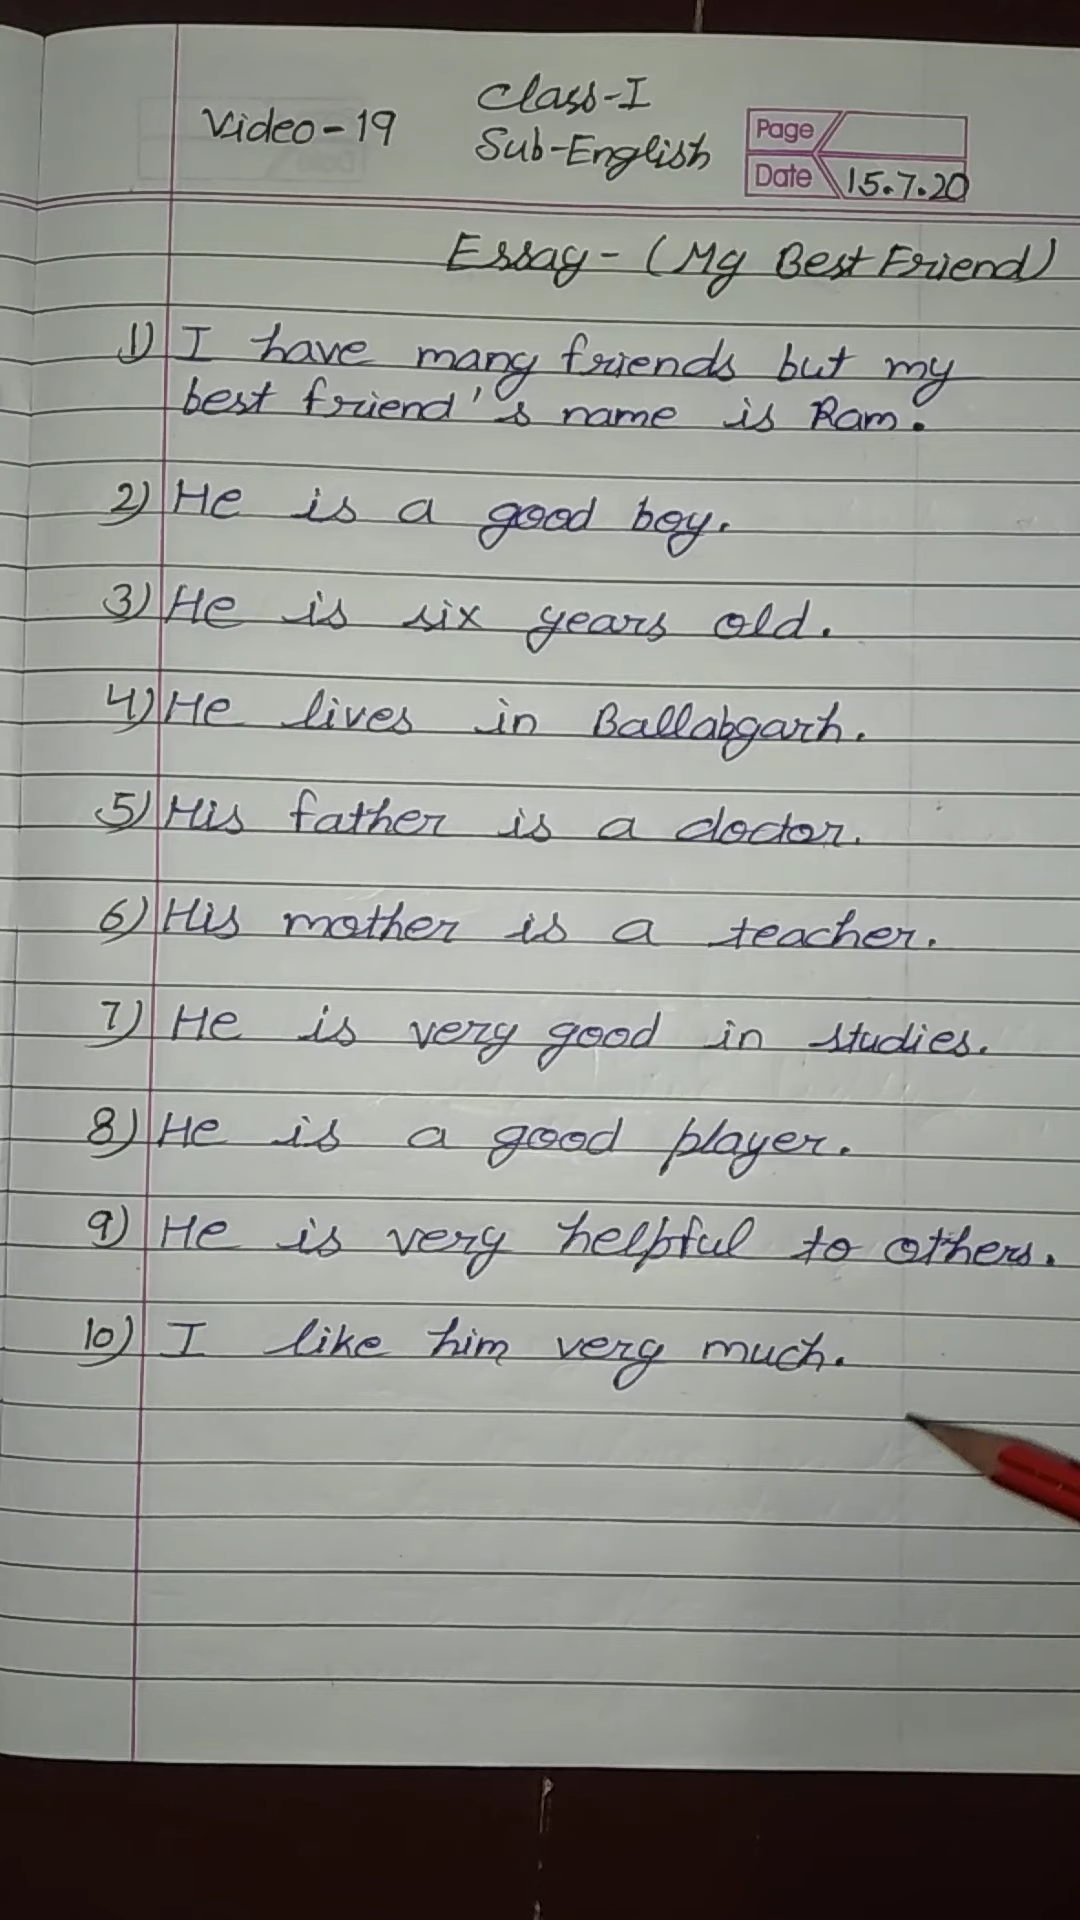 Video-19
Class-I
Sub-English
Page
Date 15.7.20
Essay - (My Best Friend)
1) I have many friends but my
best friend's name is Ram.
2) He is a good boy.
3) He is six years old.
4) He lives in Ballabgarh.
5) His father is a doctor.
6) His mother is a teacher.
7) He is very good in studies.
8) He is a good player.
9) He is very helpful to others.
10) I like him very much.